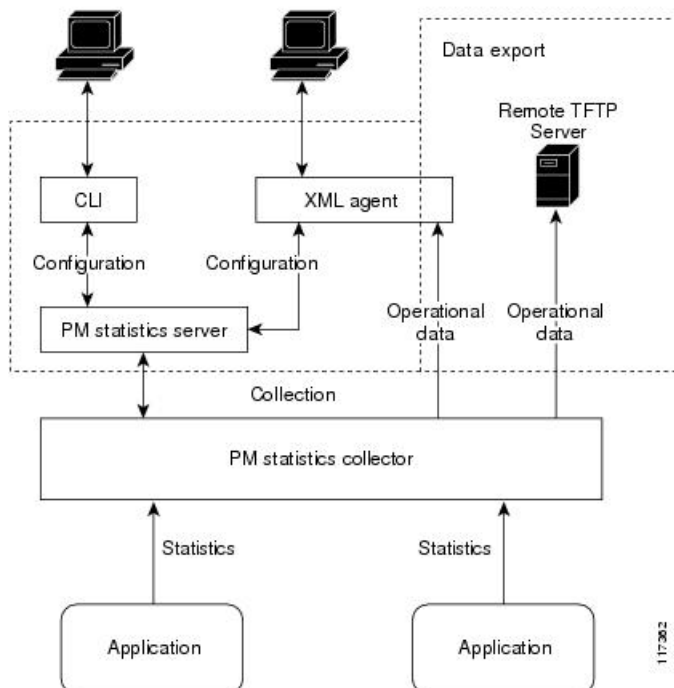 Data export
Remote TFTP
Server
CLI
XML agent
Configuration
Configuration
PM statistics server
Operational
data
Operational
data
Collection
PM statistics collector
Statistics
Statistics
Application
Application
117362